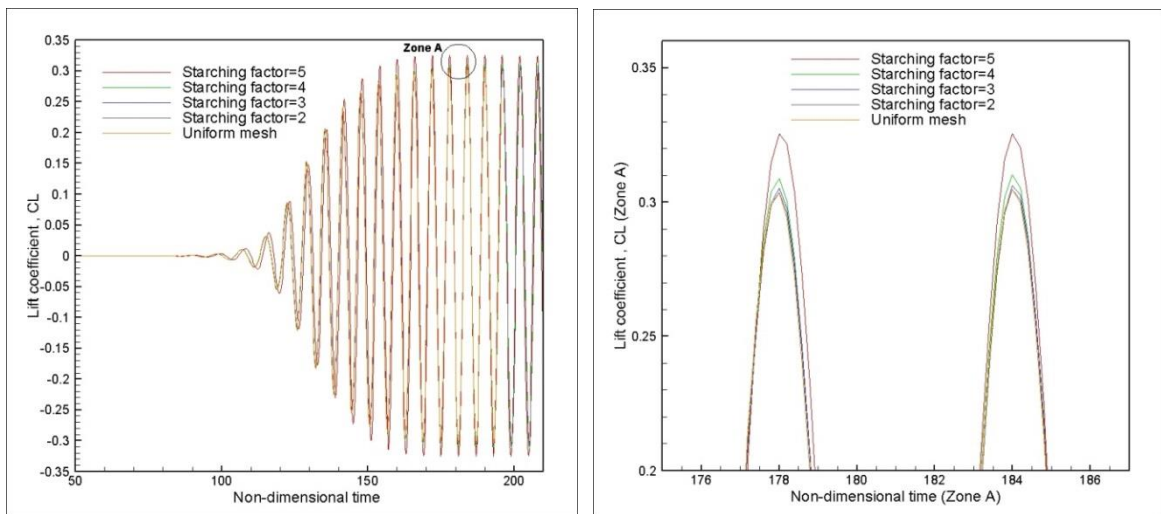 Zone A
Starching factor=5
Starching factor=4
Starching factor=3
Starching factor=2
Uniform mesh
Lift coefficient , CL
0.35
0.3
0.25
0.2
0.15
0.1
0.05
0
-0.05
-0.1
-0.15
-0.2
-0.25
-0.3
-0.35
50
100
150
200
Non-dimensional time
Starching factor=5
Starching factor=4
Starching factor=3
Starching factor=2
Uniform mesh
Lift coefficient , CL (Zone A)
0.35
0.3
0.25
0.2
176
178
180
182
184
186
Non-dimensional time (Zone A)